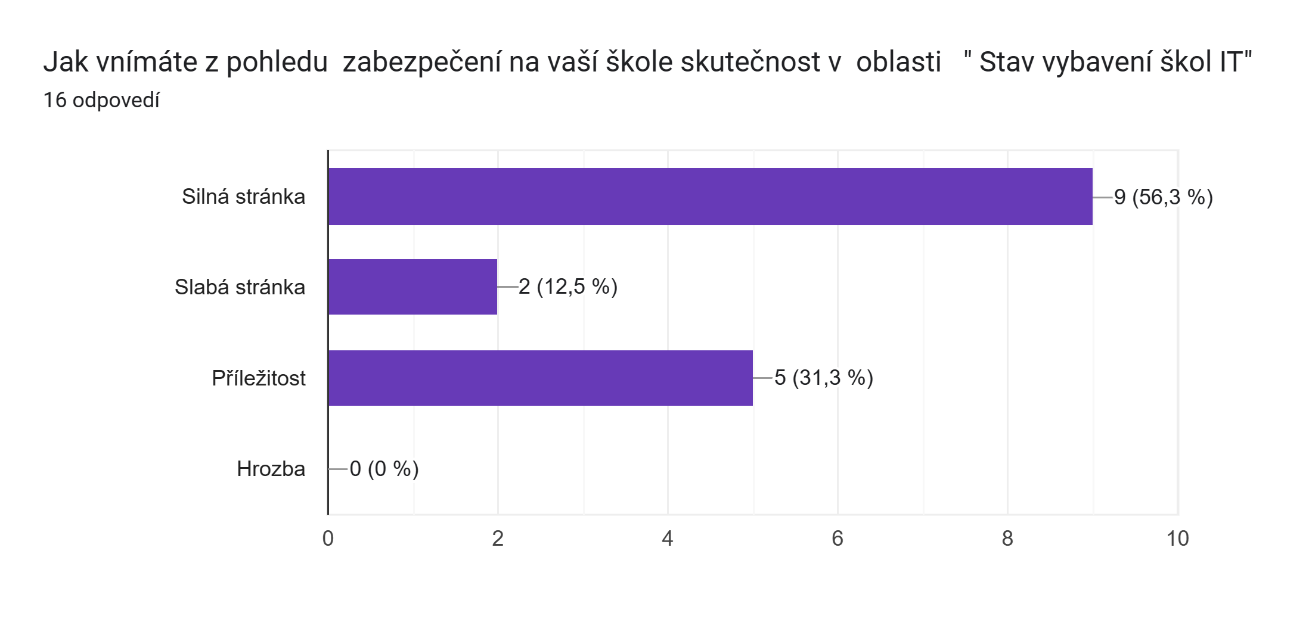 Jak vnímáte z pohledu  zabezpečení na vaší škole skutečnost v  oblasti   " Stav vybavení škol IT"
16 odpovedí
Silná stránka
9 (56,3 %)
Slabá stránka
2 (12,5 %)
Příležitost
5 (31,3 %)
Hrozba
0 (0 %)
0 2 4 6 8 10